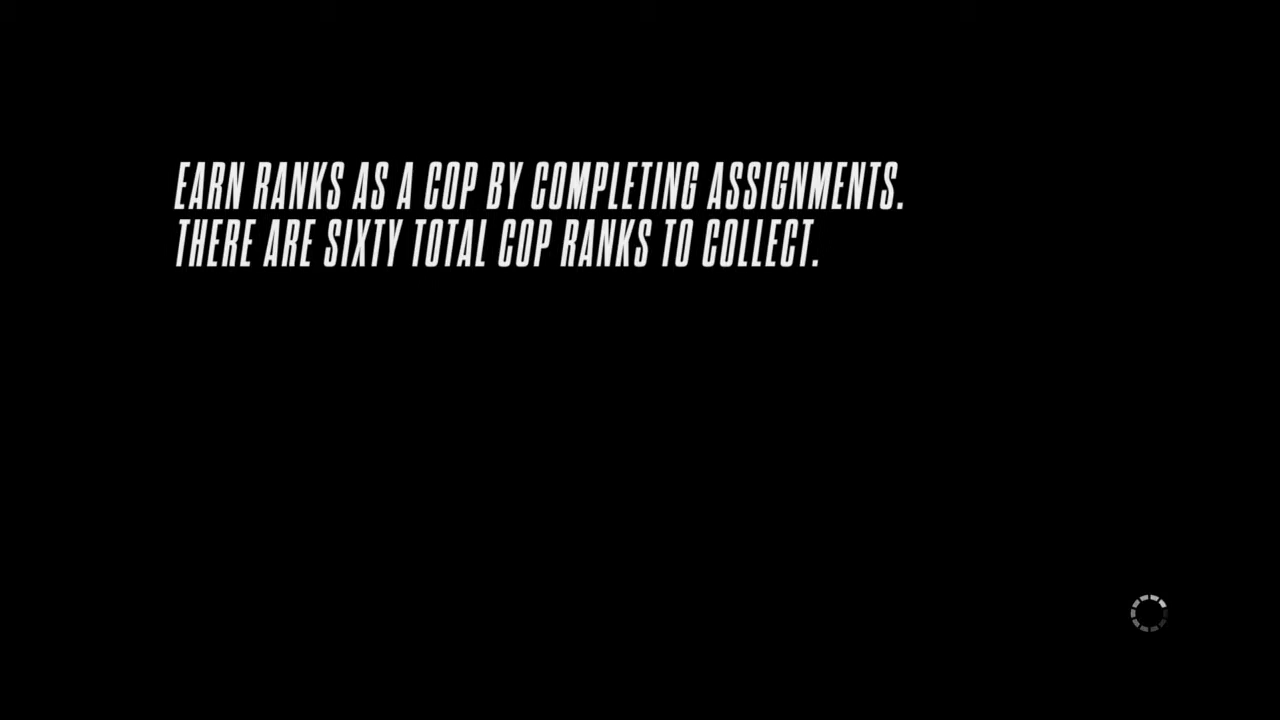 EARN RANKS AS A COP BY COMPLETING ASSIGNMENTS.
THERE ARE SIXTY TOTAL COP RANKS TO COLLECT.